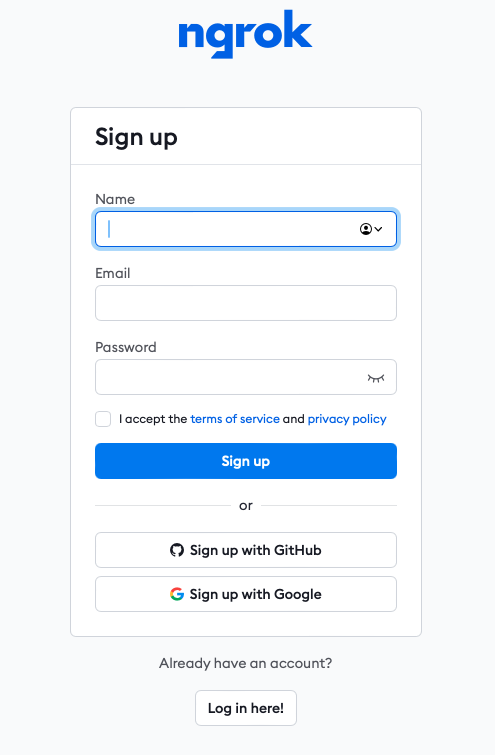 ngrok
Sign up
Name
Email
Password
I accept the terms of service and privacy policy
Sign up
or
Sign up with GitHub
Sign up with Google
Already have an account?
Log in here!